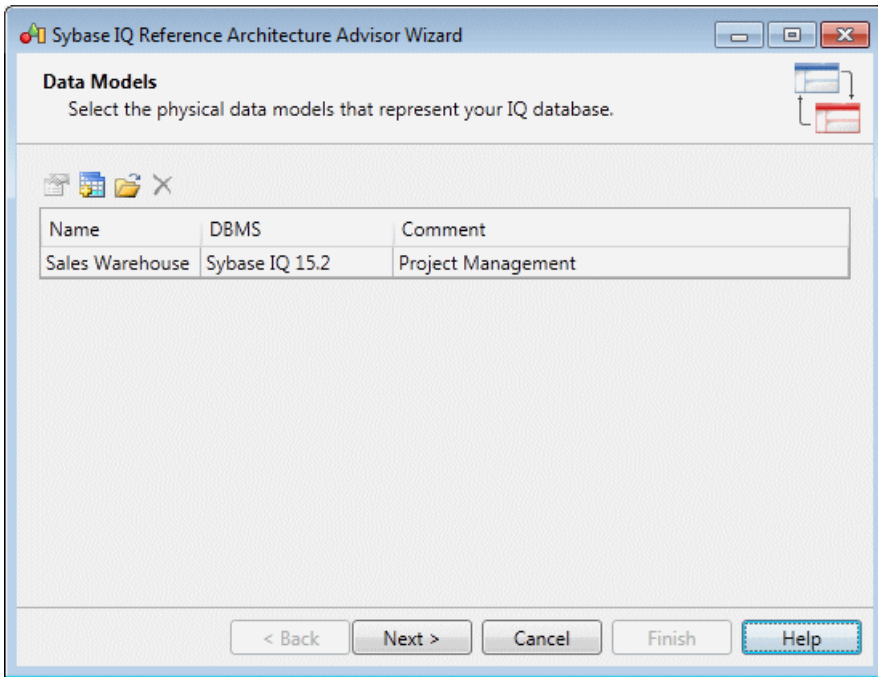 Sybase IQ Reference Architecture Advisor Wizard
Data Models
Select the physical data models that represent your IQ database.
Name DBMS Comment
Sales Warehouse Sybase IQ 15.2 Project Management
< Back Next > Cancel Finish Help